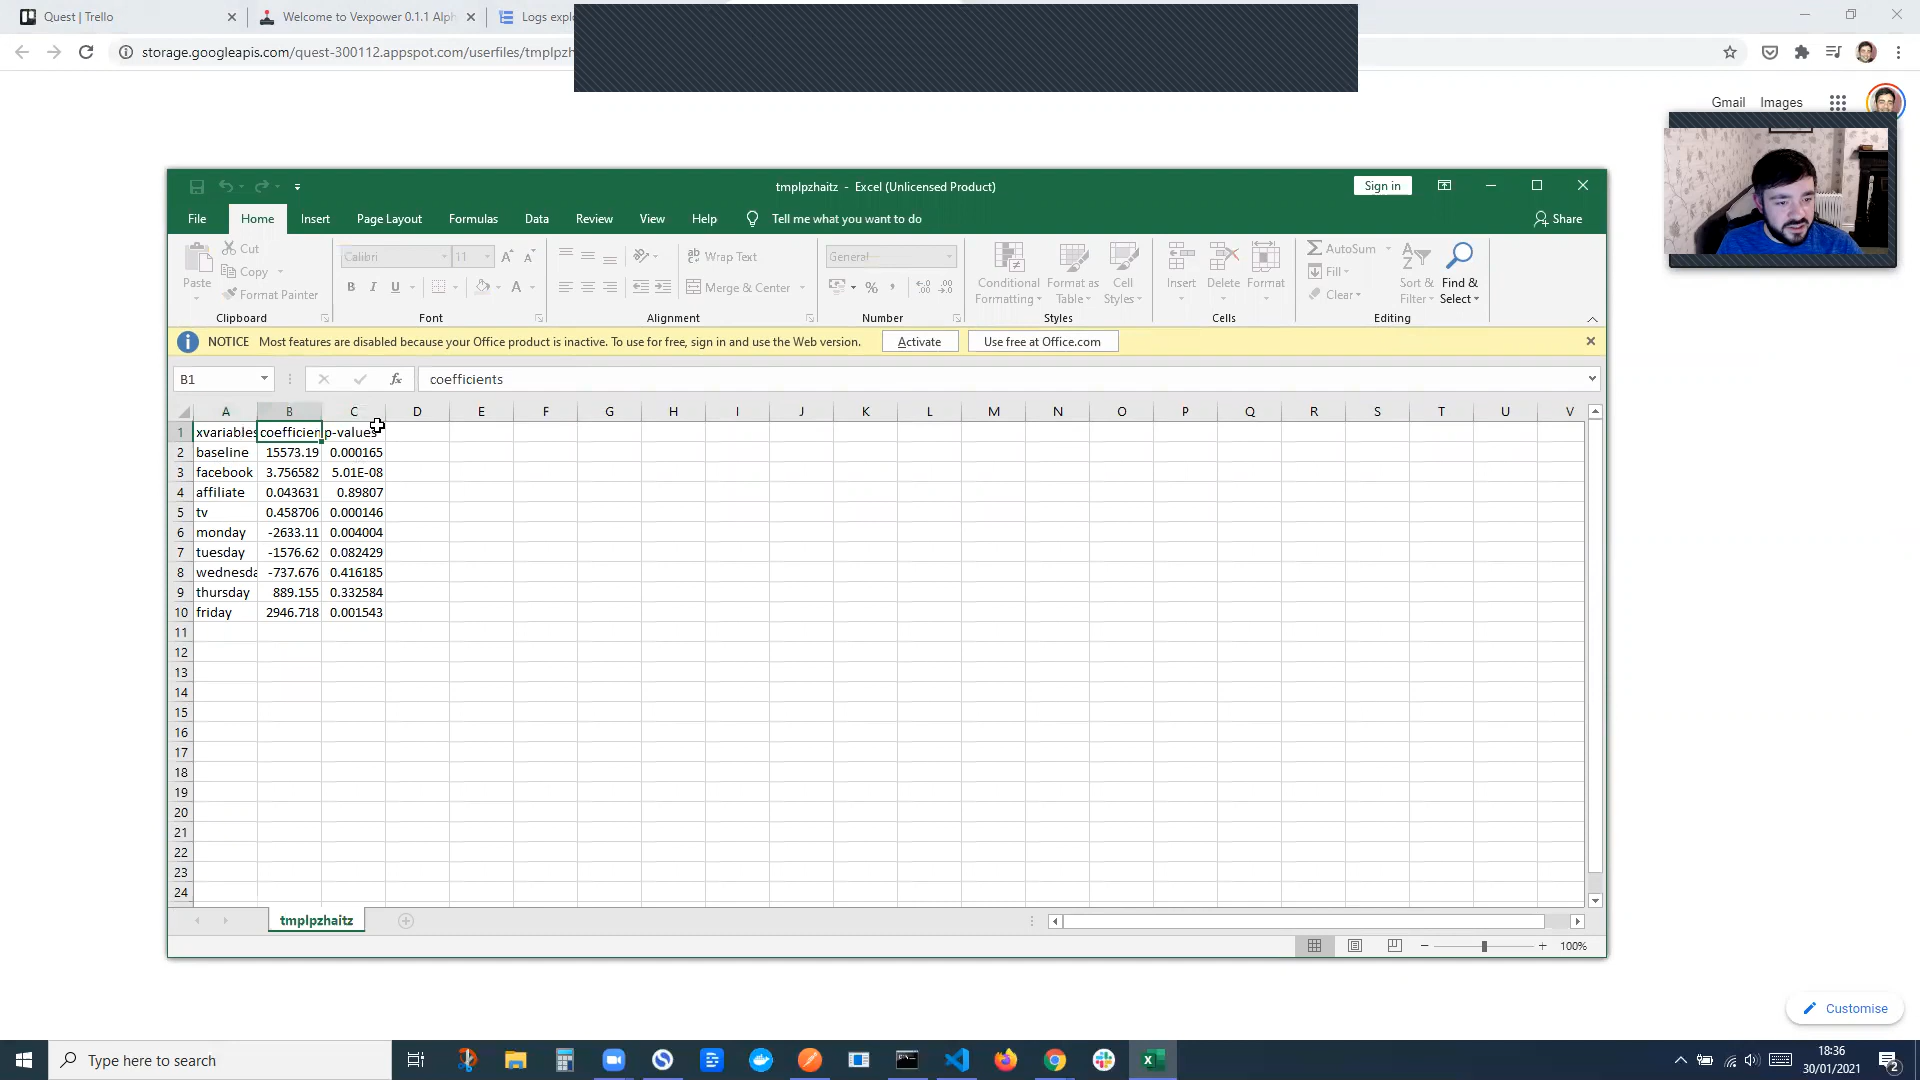 Quest | Trello
Welcome to Vexpower 0.1.1 Alph
Logs explo
storage.googleapis.com/quest-300112.appspot.com/userfiles/tmplpzh
Gmail Images
tmplpzhaitz - Excel (Unlicensed Product)
Sign in
File Home Insert Page Layout Formulas Data Review View Help Tell me what you want to do Share
Paste
Cut
Copy
Format Painter
Clipboard
Calibri 11
B I U
Font
Wrap Text
Merge & Center
Alignment
General
Number
Conditional Formatting
Format as Table
Cell Styles
Styles
Insert Delete Format
Cells
AutoSum
Fill
Clear
Sort & Filter
Find & Select
Editing
NOTICE Most features are disabled because your Office product is inactive. To use for free, sign in and use the Web version. Activate Use free at Office.com
B1 fx coefficients
A B C D E F G H I J K L M N O P Q R S T U V
1 xvariables coefficien p-values
2 baseline 15573.19 0.000165
3 facebook 3.756582 5.01E-08
4 affiliate 0.043631 0.89807
5 tv 0.458706 0.000146
6 monday -2633.11 0.004004
7 tuesday -1576.62 0.082429
8 wednesda -737.676 0.416185
9 thursday 889.155 0.332584
10 friday 2946.718 0.001543
11
12
13
14
15
16
17
18
19
20
21
22
23
24
tmplpzhaitz
100%
Customise
Type here to search
18:36
30/01/2021
2